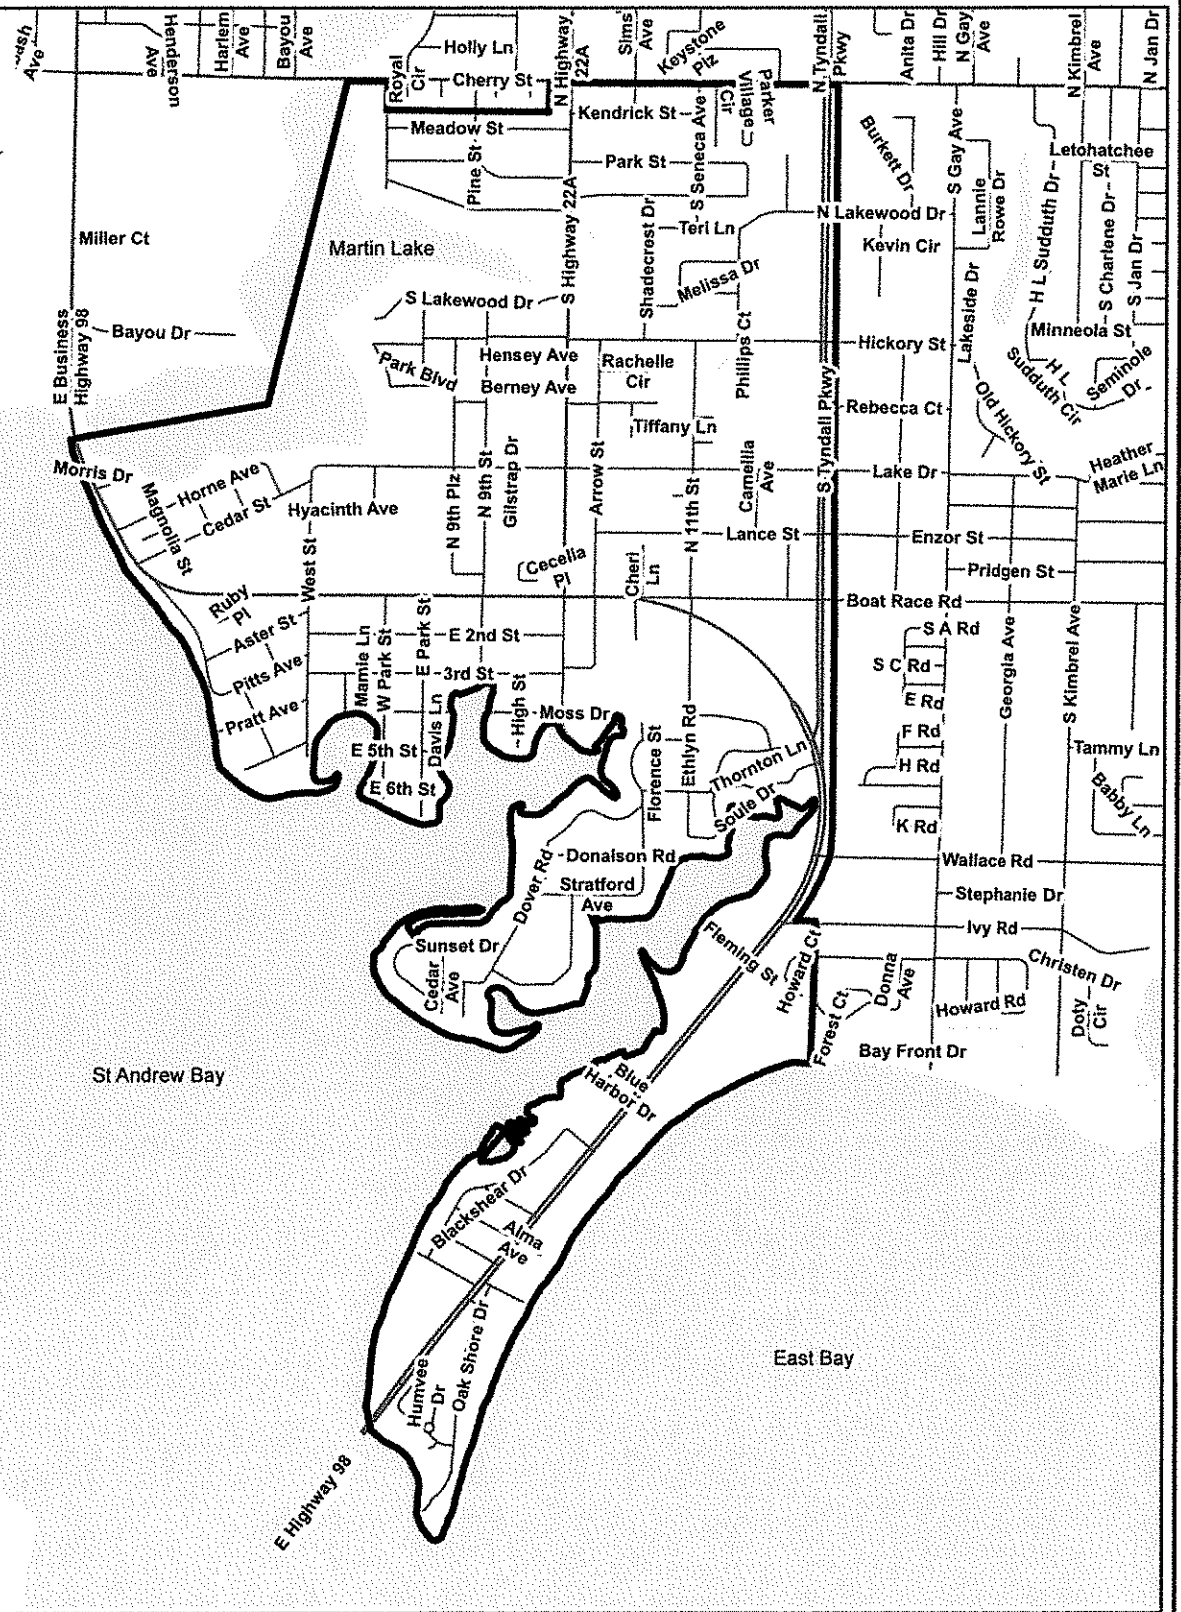 Henderson
Ave
Harlem
Ave
Bayou
Ave
Holly Ln
Royal
Cir
Cherry St
N Highway
22A
Sims
Ave
Keystone
Plz
Parker
Village
Cir
N Tyndall
Pkwy
Anita Dr
Hill Dr
N Gay
Ave
N Kimbrel
Ave
N Jan Dr
Kendrick St
Meadow St
Park St
Pine St
S Seneca Ave
S Highway 22A
Burkett Dr
S Gay Ave
Lannie
Rowe Dr
Letohatchee
St
H L Sudduth Dr
S Charlene Dr
S Jan Dr
N Lakewood Dr
Kevin Cir
Miller Ct
Martin Lake
Shadecrest Dr
Teri Ln
Melissa Dr
S Lakewood Dr
E Business
Highway 98
Bayou Dr
Lakeside Dr
Minneola St
Hickory St
Hensey Ave
Park Blvd
Berney Ave
Rachelle
Cir
Phillips Ct
H L
Sudduth Cir
Seminole
Dr
Rebecca Ct
Old Hickory St
Tiffany Ln
S Tyndall Pkwy
Morris Dr
Horne Ave
Magnolia St
Cedar St
Hyacinth Ave
N 9th Plz
N 9th St
Gilstrap Dr
Arrow St
N 11th St
Camellia
Ave
Lake Dr
Heather
Marie Ln
Lance St
Enzor St
Pridgen St
West St
Cecelia
Pl
Cheri
Ln
Ruby
Pl
Boat Race Rd
Aster St
Mamie Ln
W Park St
E Park St
E 2nd St
S A Rd
Pitts Ave
3rd St
S C Rd
Georgia Ave
S Kimbrel Ave
Pratt Ave
Davis Ln
High St
Moss Dr
E Rd
F Rd
E 5th St
Florence St
Ethlyn Rd
Thornton Ln
Tammy Ln
H Rd
E 6th St
Soule Dr
Babby Ln
K Rd
Dover Rd
Donalson Rd
Wallace Rd
Stratford
Ave
Stephanie Dr
Sunset Dr
Fleming St
Ivy Rd
Cedar
Ave
Howard Ct
Donna
Ave
Christen Dr
Howard Rd
Forest Ct
Doty
Cir
Bay Front Dr
St Andrew Bay
Blue
Harbor Dr
Blackshear Dr
Alma
Ave
East Bay
Oak Shore Dr
Humvee
Dr
E Highway 98